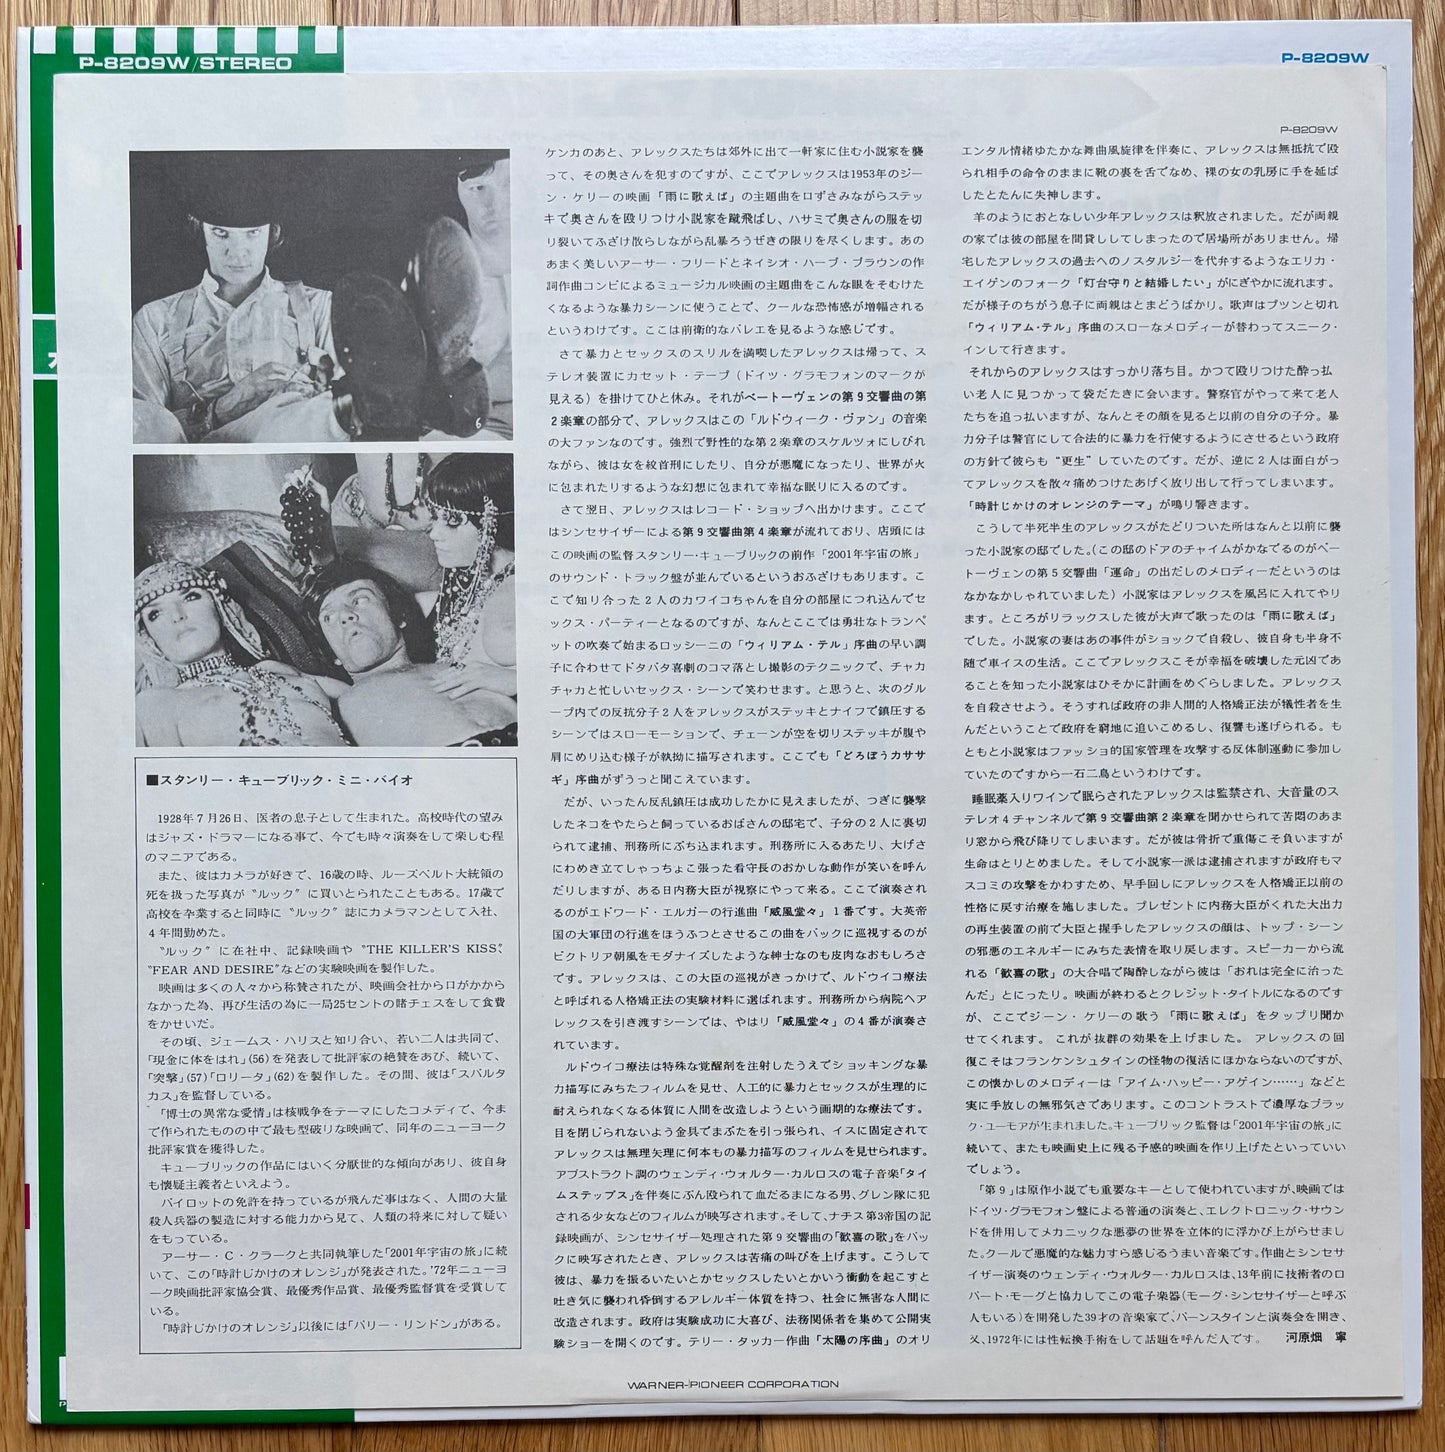 P-8209W/STEREO
P-8209W
P-8209W
6
■スタンリー・キューブリック・ミニ・バイオ
1928年7月26日、医者の息子として生まれた。高校時代の望み
はジャズ・ドラマーになる事で、今でも時々演奏をして楽しむ程
のマニアである。
また、彼はカメラが好きで、16歳の時、ルーズベルト大統領の
死を扱った写真が〝ルック〞に買いとられたこともある。17歳で
高校を卒業すると同時に〝ルック〞誌にカメラマンとして入社、
4年間勤めた。
〝ルック〞に在社中、記録映画や〝THE KILLER'S KISS〞
〝FEAR AND DESIRE〞などの実験映画を製作した。
映画は多くの人々から称賛されたが、映画会社から口がかから
なかった為、再び生活の為に一局25セントの賭チェスをして食費
をかせいだ。
その頃、ジェームス・ハリスと知り合い、若い二人は共同で、
「現金に体をはれ」(56)を発表して批評家の絶賛をあび、続いて、
「突撃」(57)「ロリータ」(62)を製作した。その間、彼は「スパルタ
カス」を監督している。
「博士の異常な愛情」は核戦争をテーマにしたコメディで、今ま
で作られたものの中で最も型破りな映画で、同年のニューヨーク
批評家賞を獲得した。
キューブリックの作品にはいく分厭世的な傾向があり、彼自身
も懐疑主義者といえよう。
パイロットの免許を持っているが飛んだ事はなく、人間の大量
殺人兵器の製造に対する能力から見て、人類の将来に対して疑い
をもっている。
アーサー・C・クラークと共同執筆した「2001年宇宙の旅」に続
いて、この「時計じかけのオレンジ」が発表された。'72年ニューヨ
ーク映画批評家協会賞、最優秀作品賞、最優秀監督賞を受賞して
いる。
「時計じかけのオレンジ」以後には「バリー・リンドン」がある。
ケンカのあと、アレックスたちは郊外に出て一軒家に住む小説家を襲
って、その奥さんを犯すのですが、ここでアレックスは1953年のジー
ン・ケリーの映画「雨に歌えば」の主題曲を口ずさみながらステッ
キで奥さんを殴りつけ小説家を蹴飛ばし、ハサミで奥さんの服を切
り裂いてふざけ散らしながら乱暴ろうぜきの限りを尽くします。あの
あまく美しいアーサー・フリードとネイシオ・ハーブ・ブラウンの作
詞作曲コンビによるミュージカル映画の主題曲をこんな眼をそむけた
くなるような暴力シーンに使うことで、クールな恐怖感が増幅される
というわけです。ここは前衛的なバレエを見るような感じです。
さて暴力とセックスのスリルを満喫したアレックスは帰って、ス
テレオ装置にカセット・テープ(ドイツ・グラモフォンのマークが
見える)を掛けてひと休み。それがベートーヴェンの第9交響曲の第
2楽章の部分で、アレックスはこの「ルドウィーク・ヴァン」の音楽
の大ファンなのです。強烈で野性的な第2楽章のスケルツォにしびれ
ながら、彼は女を絞首刑にしたり、自分が悪魔になったり、世界が火
に包まれたりするような幻想に包まれて幸福な眠りに入るのです。
さて翌日、アレックスはレコード・ショップへ出かけます。ここで
はシンセサイザーによる第9交響曲第4楽章が流れており、店頭には
この映画の監督スタンリー・キューブリックの前作「2001年宇宙の旅」
のサウンド・トラック盤が並んでいるというおふざけもあります。こ
こで知り合った2人のカワイコちゃんを自分の部屋につれ込んでセ
ックス・パーティーとなるのですが、なんとここでは勇壮なトランペ
ットの吹奏で始まるロッシーニの「ウィリアム・テル」序曲の早い調
子に合わせてドタバタ喜劇のコマ落とし撮影のテクニックで、チャカ
チャカと忙しいセックス・シーンで笑わせます。と思うと、次のグル
ープ内での反抗分子2人をアレックスがステッキとナイフで鎮圧する
シーンではスローモーションで、チェーンが空を切りステッキが腹や
肩にめり込む様子が執拗に描写されます。ここでも「どろぼうカササ
ギ」序曲がずうっと聞こえています。
だが、いったん反乱鎮圧は成功したかに見えましたが、つぎに襲撃
したネコをやたらと飼っているおばさんの邸宅で、子分の2人に裏切
られて逮捕、刑務所にぶち込まれます。刑務所に入るあたり、大げさ
にわめき立てしゃっちょこ張った看守長のおかしな動作が笑いを呼ん
だりしますが、ある日内務大臣が視察にやって来る。ここで演奏され
るのがエドワード・エルガーの行進曲「威風堂々」1番です。大英帝
国の大軍団の行進をほうふつとさせるこの曲をバックに巡視するのが
ビクトリア朝風をモダナイズしたような紳士なのも皮肉なおもしろさ
です。アレックスは、この大臣の巡視がきっかけで、ルドウイコ療法
と呼ばれる人格矯正法の実験材料に選ばれます。刑務所から病院へア
レックスを引き渡すシーンでは、やはり「威風堂々」の4番が演奏さ
れています。
ルドウイコ療法は特殊な覚醒剤を注射したうえでショッキングな暴
力描写にみちたフィルムを見せ、人工的に暴力とセックスが生理的に
耐えられなくなる体質に人間を改造しようという画期的な療法です。
目を閉じられないよう金具でまぶたを引っ張られ、イスに固定されて
アレックスは無理矢理に何本もの暴力描写のフィルムを見せられます。
アブストラクト調のウェンディ・ウォルター・カルロスの電子音楽「タイ
ムステップス」を伴奏にぶん殴られて血だるまになる男、グレン隊に犯
される少女などのフィルムが映写されます。そして、ナチス第3帝国の記
録映画が、シンセサイザー処理された第9交響曲の「歓喜の歌」をバッ
クに映写されたとき、アレックスは苦痛の叫びを上げます。こうして
彼は、暴力を振るいたいとかセックスしたいとかいう衝動を起こすと
吐き気に襲われ昏倒するアレルギー体質を持つ、社会に無害な人間に
改造されます。政府は実験成功に大喜び、法務関係者を集めて公開実
験ショーを開くのです。テリー・タッカー作曲「太陽の序曲」のオリ
エンタル情緒ゆたかな舞曲風旋律を伴奏に、アレックスは無抵抗で殴
られ相手の命令のままに靴の裏を舌でなめ、裸の女の乳房に手を延ば
したとたんに失神します。
羊のようにおとなしい少年アレックスは釈放されました。だが両親
の家では彼の部屋を間貸ししてしまったので居場所がありません。帰
宅したアレックスの過去へのノスタルジーを代弁するようなエリカ・
エイゲンのフォーク「灯台守りと結婚したい」がにぎやかに流れます。
だが様子のちがう息子に両親はとまどうばかり。歌声はプツンと切れ
「ウィリアム・テル」序曲のスローなメロディーが替わってスニーク・
インして行きます。
それからのアレックスはすっかり落ち目。かつて殴りつけた酔っ払
い老人に見つかって袋だたきに会います。警察官がやって来て老人
たちを追っ払いますが、なんとその顔を見ると以前の自分の子分。暴
力分子は警官にして合法的に暴力を行使するようにさせるという政府
の方針で彼らも“更生”していたのです。だが、逆に2人は面白がっ
てアレックスを散々痛めつけたあげく放り出して行ってしまいます。
「時計じかけのオレンジのテーマ」が鳴り響きます。
こうして半死半生のアレックスがたどりついた所はなんと以前に襲
った小説家の邸でした。(この邸のドアのチャイムがかなでるのがベー
トーヴェンの第5交響曲「運命」の出だしのメロディーだというのは
なかなかしゃれていました)小説家はアレックスを風呂に入れてやり
ます。ところがリラックスした彼が大声で歌ったのは「雨に歌えば」
でした。小説家の妻はあの事件がショックで自殺し、彼自身も半身不
随で車イスの生活。ここでアレックスこそが幸福を破壊した元凶であ
ることを知った小説家はひそかに計画をめぐらしました。アレックス
を自殺させよう。そうすれば政府の非人間的人格矯正法が犠牲者を生
んだということで政府を窮地に追いこめるし、復讐も遂げられる。も
ともと小説家はファッショ的国家管理を攻撃する反体制運動に参加し
ていたのですから一石二鳥というわけです。
睡眠薬入りワインで眠らされたアレックスは監禁され、大音量のス
テレオ4チャンネルで第9交響曲第2楽章を聞かせられて苦悶のあま
り窓から飛び降りてしまいます。だが彼は骨折で重傷こそ負いますが
生命はとりとめました。そして小説家一派は逮捕されますが政府もマ
スコミの攻撃をかわすため、早手回しにアレックスを人格矯正以前の
性格に戻す治療を施しました。プレゼントに内務大臣がくれた大出力
の再生装置の前で大臣と握手したアレックスの顔は、トップ・シーン
の邪悪のエネルギーにみちた表情を取り戻します。スピーカーから流
れる「歓喜の歌」の大合唱で陶酔しながら彼は「おれは完全に治った
んだ」とにったり。映画が終わるとクレジット・タイトルになるのです
が、ここでジーン・ケリーの歌う「雨に歌えば」をタップリ聞か
せてくれます。これが抜群の効果を上げました。アレックスの回
復こそはフランケンシュタインの怪物の復活にほかならないのですが、
この懐かしのメロディーは「アイム・ハッピー・アゲイン……」などと
実に手放しの無邪気さであります。このコントラストで濃厚なブラッ
ク・ユーモアが生まれました。キューブリック監督は「2001年宇宙の旅」に
続いて、またも映画史上に残る予感的映画を作り上げたといっていい
でしょう。
「第9」は原作小説でも重要なキーとして使われていますが、映画では
ドイツ・グラモフォン盤による普通の演奏と、エレクトロニック・サウン
ドを併用してメカニックな悪夢の世界を立体的に浮かび上がらせまし
た。クールで悪魔的な魅力すら感じるうまい音楽です。作曲とシンセサ
イザー演奏のウェンディ・ウォルター・カルロスは、13年前に技術者のロ
バート・モーグと協力してこの電子楽器(モーグ・シンセサイザーと呼ぶ
人もいる)を開発した39才の音楽家で、バーンスタインと演奏会を開き、
又、1972年には性転換手術をして話題を呼んだ人です。 河原畑 寧
WARNER-PIONEER CORPORATION